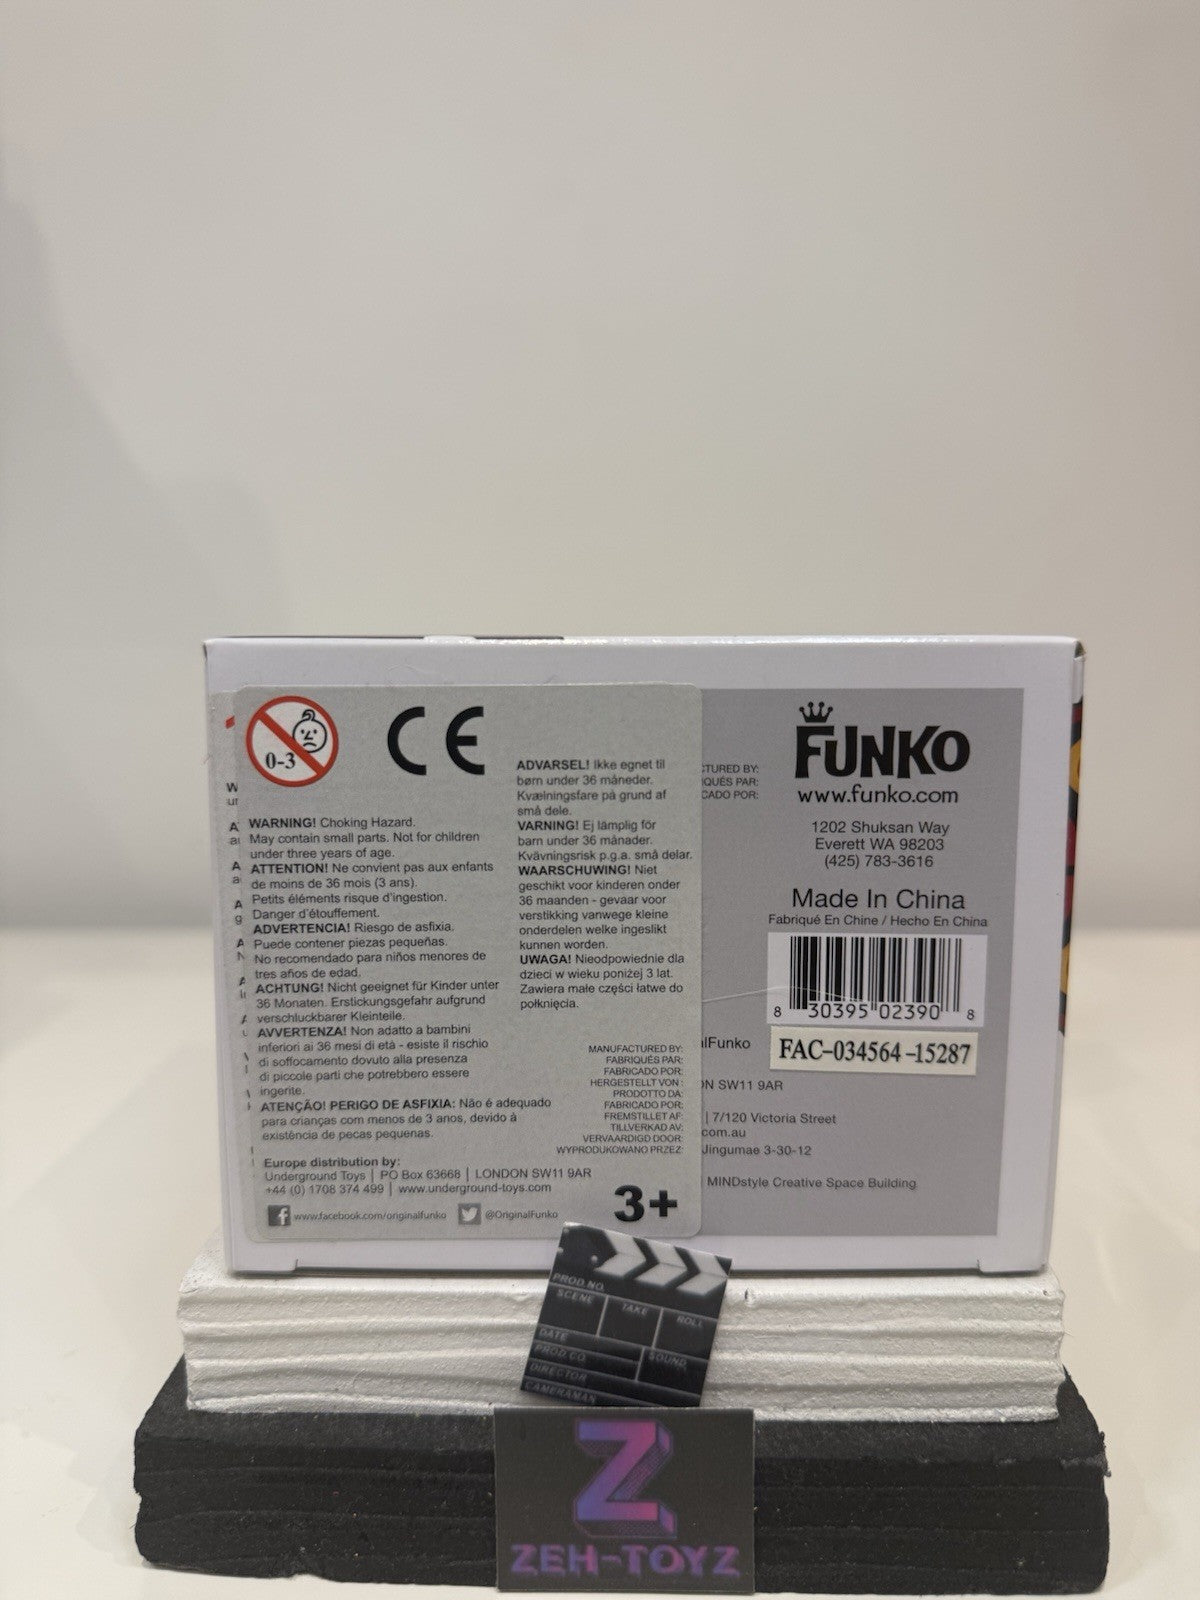 0-3
CE
WARNING! Choking Hazard.
May contain small parts. Not for children
under three years of age.
ATTENTION! Ne convient pas aux enfants
de moins de 36 mois (3 ans).
Petits éléments risque d'ingestion.
Danger d'étouffement.
ADVERTENCIA! Riesgo de asfixia.
Puede contener piezas pequeñas.
No recomendado para niños menores de
tres años de edad.
ACHTUNG! Nicht geeignet für Kinder unter
36 Monaten. Erstickungsgefahr aufgrund
verschluckbarer Kleinteile.
AVVERTENZA! Non adatto a bambini
inferiori ai 36 mesi di età - esiste il rischio
di soffocamento dovuto alla presenza
di piccole parti che potrebbero essere
ingerite.
ATENÇÃO! PERIGO DE ASFIXIA: Não é adequado
para crianças com menos de 3 anos, devido à
existência de pecas pequenas.
Europe distribution by:
Underground Toys | PO Box 63668 | LONDON SW11 9AR
+44 (0) 1708 374 499 | www.underground-toys.com
www.facebook.com/originalfunko @OriginalFunko
ADVARSEL! Ikke egnet til
børn under 36 måneder.
Kvælningsfare på grund af
små dele.
VARNING! Ej lämplig för
barn under 36 månader.
Kvävningsrisk p.g.a. små delar.
WAARSCHUWING! Niet
geschikt voor kinderen onder
36 maanden - gevaar voor
verstikking vanwege kleine
onderdelen welke ingeslikt
kunnen worden.
UWAGA! Nieodpowiednie dla
dzieci w wieku poniżej 3 lat.
Zawiera małe części łatwe do
połknięcia.
MANUFACTURED BY:
FABRIQUÉS PAR:
FABRICADO POR:
HERGESTELLT VON :
PRODOTTO DA:
FABRICADO POR:
FREMSTILLET AF:
TILLVERKAD AV:
VERVAARDIGD DOOR:
WYPRODUKOWANO PRZEZ:
3+
CTURED BY:
IQUÉS PAR:
CADO POR:
FUNKO
www.funko.com
1202 Shuksan Way
Everett WA 98203
(425) 783-3616
Made In China
Fabriqué En Chine / Hecho En China
8 30395 02390 8
FAC-034564-15287
alFunko
ON SW11 9AR
| 7/120 Victoria Street
com.au
Jingumae 3-30-12
MINDstyle Creative Space Building
PROD.NO.
SCENE TAKE ROLL
DATE
PROD.CO. SOUND
DIRECTOR
CAMERAMAN
Z
ZEH-TOYZ